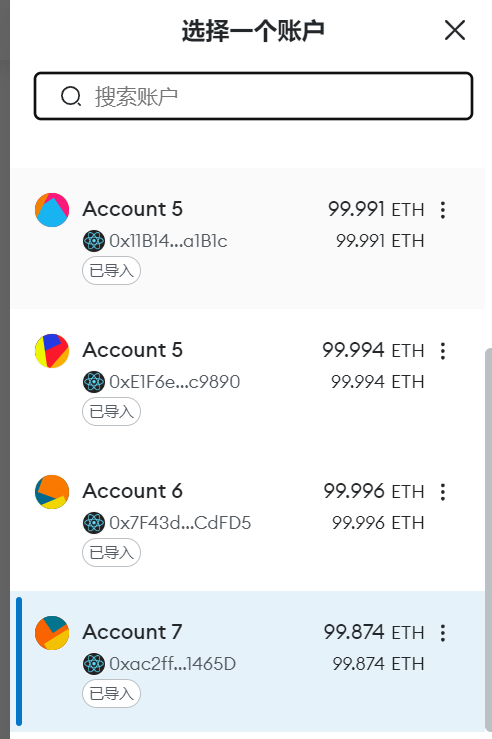 选择一个账户
搜索账户
Account 5 99.991 ETH
0x11B14...a1B1c 99.991 ETH
已导入
Account 5 99.994 ETH
0xE1F6e...c9890 99.994 ETH
已导入
Account 6 99.996 ETH
0x7F43d...CdFD5 99.996 ETH
已导入
Account 7 99.874 ETH
0xac2ff...1465D 99.874 ETH
已导入